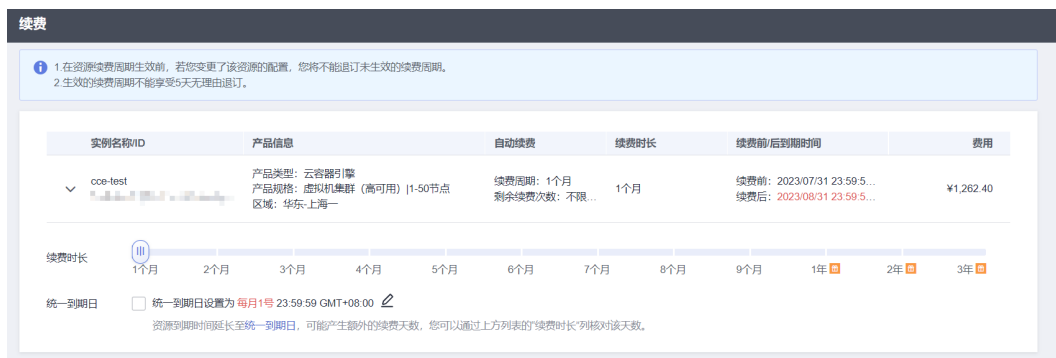 续费
1.在资源续费周期生效前，若您变更了该资源的配置，您将不能退订未生效的续费周期。
2.生效的续费周期不能享受5天无理由退订。
实例名称/ID 产品信息 自动续费 续费时长 续费前/后到期时间 费用
cce-test
产品类型：云容器引擎
产品规格：虚拟机集群（高可用）|1-50节点
区域：华东-上海一
续费周期：1个月
剩余续费次数：不限...
1个月
续费前：2023/07/31 23:59:5...
续费后：2023/08/31 23:59:5...
¥1,262.40
续费时长
1个月 2个月 3个月 4个月 5个月 6个月 7个月 8个月 9个月 1年 2年 3年
统一到期日 统一到期日设置为 每月1号 23:59:59 GMT+08:00
资源到期时间延长至统一到期日，可能产生额外的续费天数，您可以通过上方列表的“续费时长”列核对该天数。